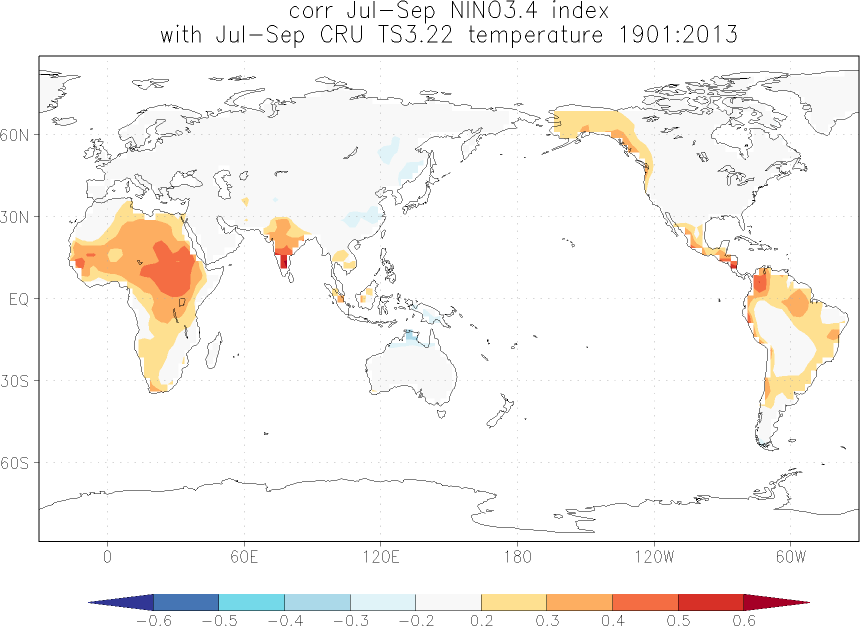 corr Jul-Sep NINO3.4 index
with Jul-Sep CRU TS3.22 temperature 1901:2013
60N
30N
EQ
30S
60S
0 60E 120E 180 120W 60W
-0.6 -0.5 -0.4 -0.3 -0.2 0.2 0.3 0.4 0.5 0.6